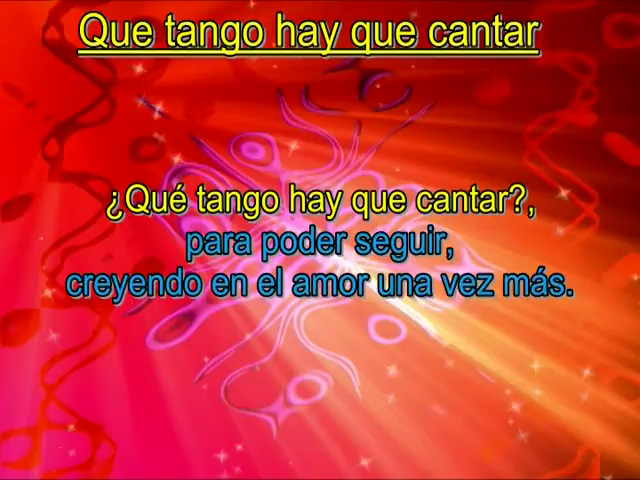 Que tango hay que cantar
¿Qué tango hay que cantar?,
para poder seguir,
creyendo en el amor una vez más.